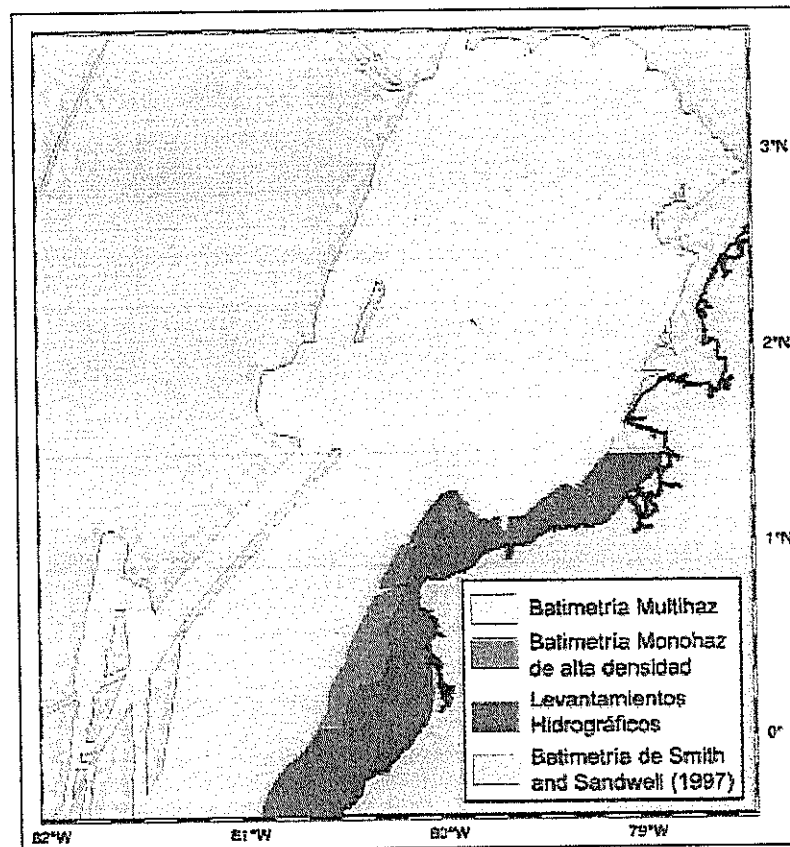 3°N
2°N
1°N
0°
Batimetría Multihaz
Batimetría Monohaz
de alta densidad
Levantamientos
Hidrográficos
Batimetría de Smith
and Sandwell (1997)
82°W
81°W
80°W
79°W